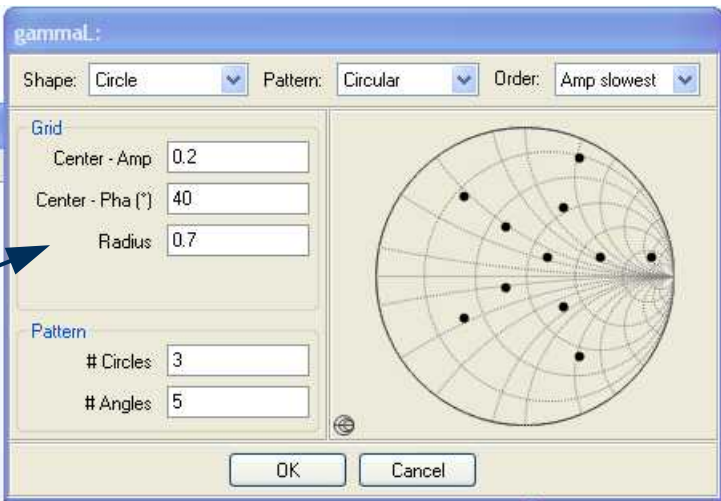 gammaL:
Shape: Circle Pattern: Circular Order: Amp slowest
Grid
Center - Amp 0.2
Center - Pha (°) 40
Radius 0.7
Pattern
# Circles 3
# Angles 5
OK Cancel